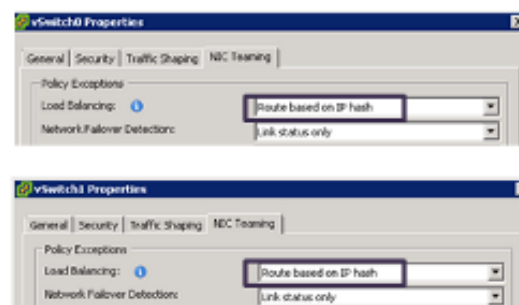 vSwitch0 Properties
General Security Traffic Shaping NIC Teaming
Policy Exceptions
Load Balancing: Route based on IP hash
Network Failover Detection: Link status only
vSwitch1 Properties
General Security Traffic Shaping NIC Teaming
Policy Exceptions
Load Balancing: Route based on IP hash
Network Failover Detection: Link status only